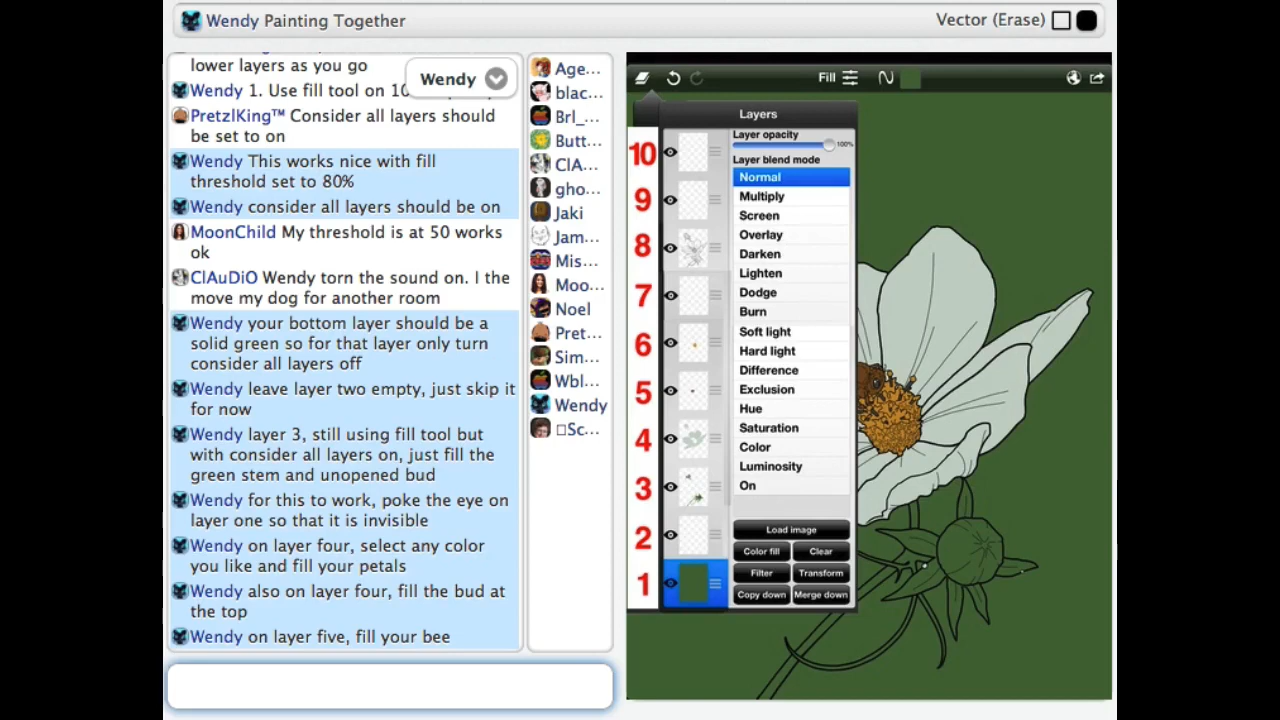 Wendy Painting Together
Vector (Erase)
lower layers as you go
Wendy 1. Use fill tool on
Wendy
PretzlKing™ Consider all layers should
be set to on
Wendy This works nice with fill
threshold set to 80%
Wendy consider all layers should be on
MoonChild My threshold is at 50 works
ok
ClAuDiO Wendy torn the sound on. I the
move my dog for another room
Wendy your bottom layer should be a
solid green so for that layer only turn
consider all layers off
Wendy leave layer two empty, just skip it
for now
Wendy layer 3, still using fill tool but
with consider all layers on, just fill the
green stem and unopened bud
Wendy for this to work, poke the eye on
layer one so that it is invisible
Wendy on layer four, select any color
you like and fill your petals
Wendy also on layer four, fill the bud at
the top
Wendy on layer five, fill your bee
Age...
blac...
Brl_...
Butt...
ClA...
gho...
Jaki
Jam...
Mis...
Moo...
Noel
Pret...
Sim...
Wbl...
Wendy
Sc...
Fill
Layers
10
9
8
7
6
5
4
3
2
1
Layer opacity
100%
Layer blend mode
Normal
Multiply
Screen
Overlay
Darken
Lighten
Dodge
Burn
Soft light
Hard light
Difference
Exclusion
Hue
Saturation
Color
Luminosity
On
Load image
Color fill Clear
Filter Transform
Copy down Merge down